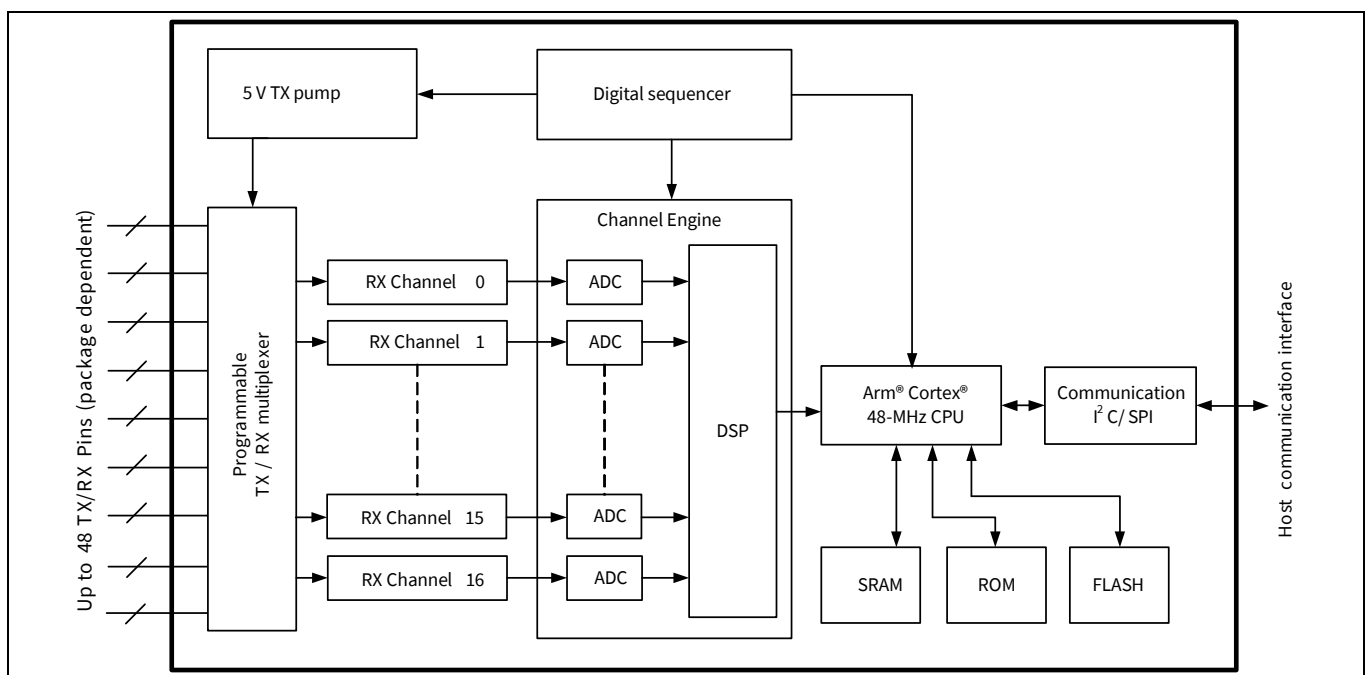 5 V TX pump
Digital sequencer
Up to 48 TX/RX Pins (package dependent)
Programmable
TX / RX multiplexer
Channel Engine
RX Channel 0
ADC
RX Channel 1
ADC
RX Channel 15
ADC
RX Channel 16
ADC
DSP
Arm® Cortex®
48-MHz CPU
Communication
I² C/ SPI
Host communication interface
SRAM
ROM
FLASH